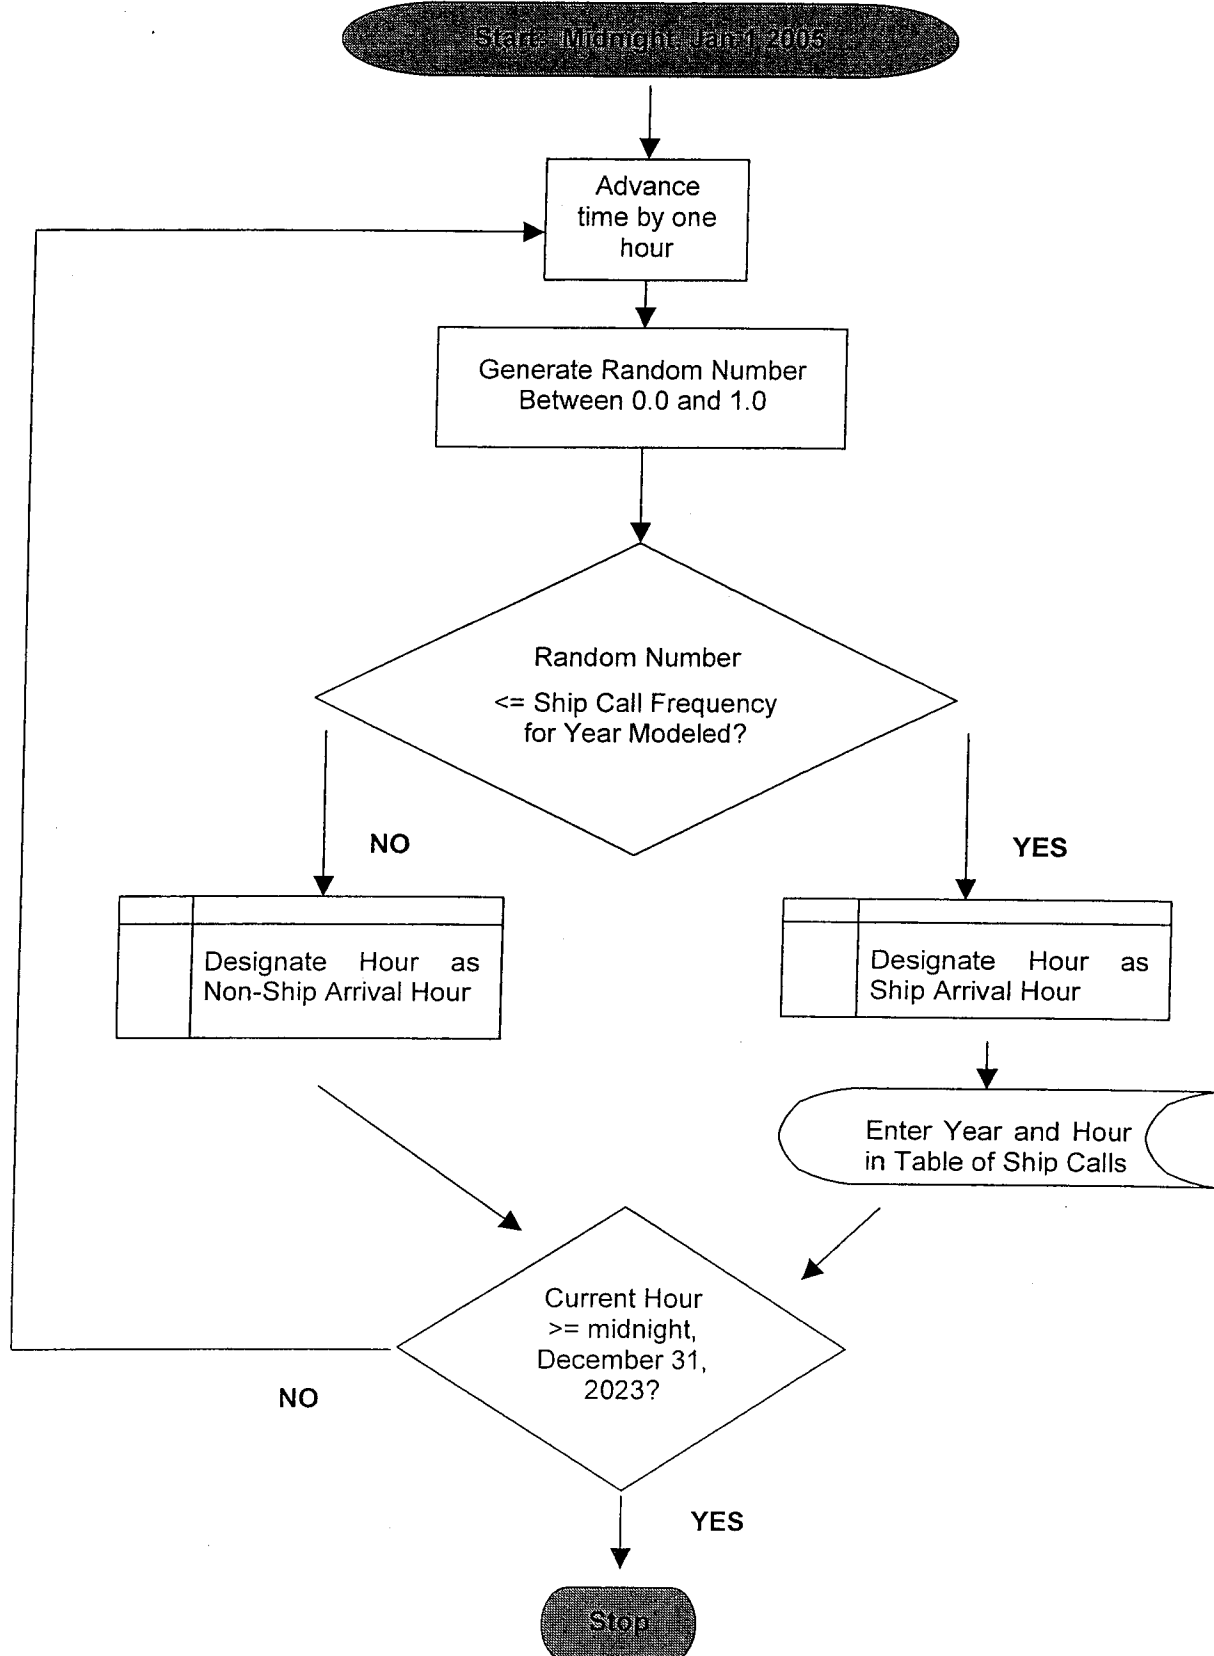 Start: Midnight, Jan 1 2005
Advance
time by one
hour
Generate Random Number
Between 0.0 and 1.0
Random Number
<= Ship Call Frequency
for Year Modeled?
NO
YES
Designate Hour as
Non-Ship Arrival Hour
Designate Hour as
Ship Arrival Hour
Enter Year and Hour
in Table of Ship Calls
Current Hour
>= midnight,
December 31,
2023?
NO
YES
Stop